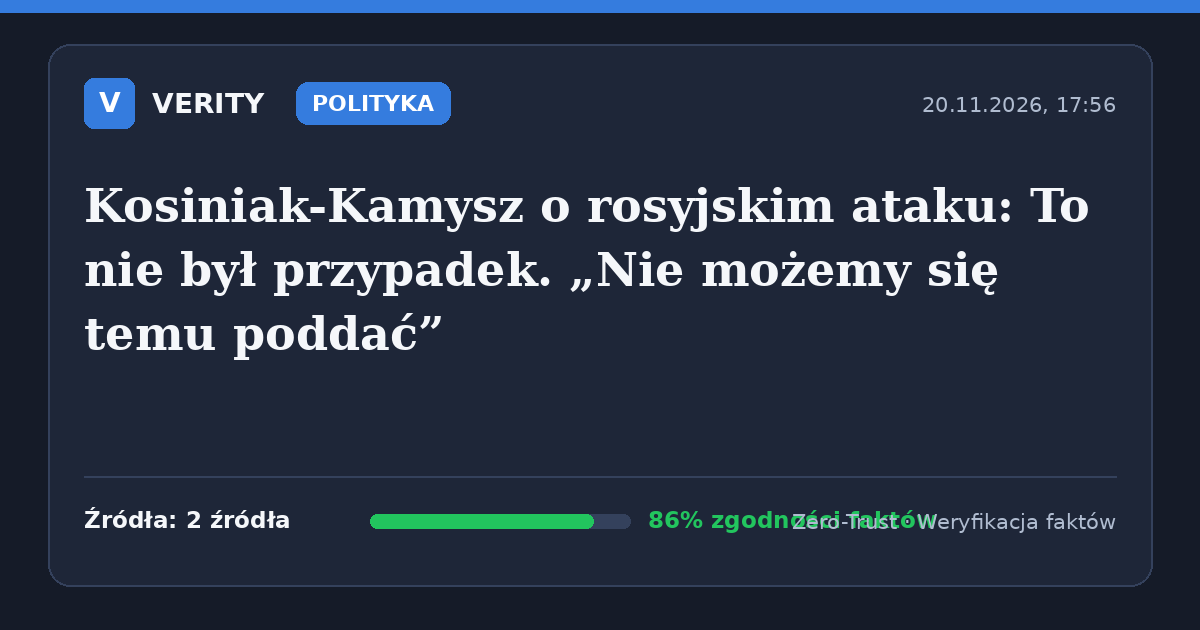 V VERITY POLITYKA 20.11.2026, 17:56
Kosiniak-Kamysz o rosyjskim ataku: To
nie był przypadek. „Nie możemy się
temu poddać”
Źródła: 2 źródła 86% zgodności faktów Zero-Trust · Weryfikacja faktów